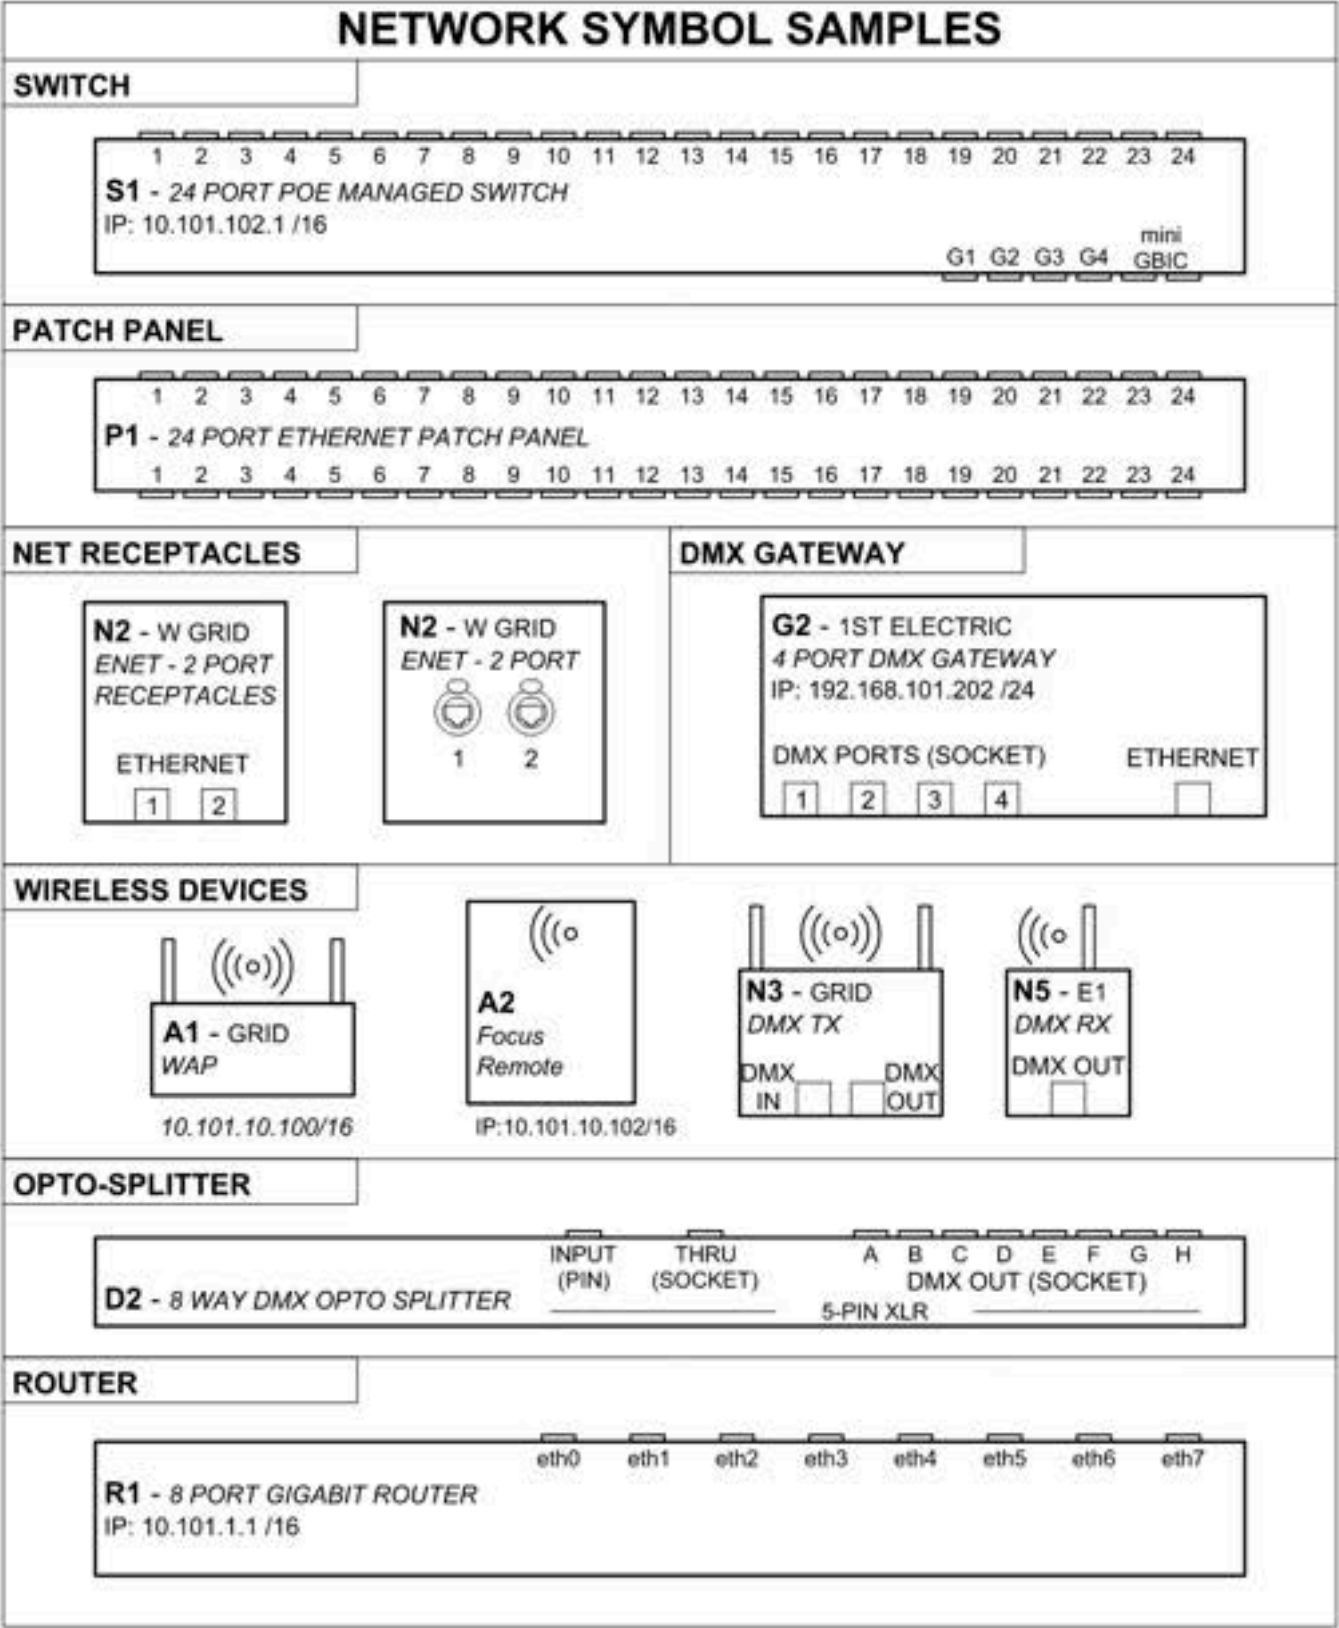 NETWORK SYMBOL SAMPLES
SWITCH
1 2 3 4 5 6 7 8 9 10 11 12 13 14 15 16 17 18 19 20 21 22 23 24
S1 - 24 PORT POE MANAGED SWITCH
IP: 10.101.102.1 /16
mini
G1 G2 G3 G4 GBIC
PATCH PANEL
1 2 3 4 5 6 7 8 9 10 11 12 13 14 15 16 17 18 19 20 21 22 23 24
P1 - 24 PORT ETHERNET PATCH PANEL
1 2 3 4 5 6 7 8 9 10 11 12 13 14 15 16 17 18 19 20 21 22 23 24
NET RECEPTACLES
N2 - W GRID
ENET - 2 PORT
RECEPTACLES
ETHERNET
1 2
N2 - W GRID
ENET - 2 PORT
1 2
DMX GATEWAY
G2 - 1ST ELECTRIC
4 PORT DMX GATEWAY
IP: 192.168.101.202 /24
DMX PORTS (SOCKET) ETHERNET
1 2 3 4
WIRELESS DEVICES
A1 - GRID
WAP
10.101.10.100/16
A2
Focus
Remote
IP:10.101.10.102/16
N3 - GRID
DMX TX
DMX DMX
IN OUT
N5 - E1
DMX RX
DMX OUT
OPTO-SPLITTER
INPUT THRU A B C D E F G H
(PIN) (SOCKET) DMX OUT (SOCKET)
D2 - 8 WAY DMX OPTO SPLITTER
5-PIN XLR
ROUTER
eth0 eth1 eth2 eth3 eth4 eth5 eth6 eth7
R1 - 8 PORT GIGABIT ROUTER
IP: 10.101.1.1 /16